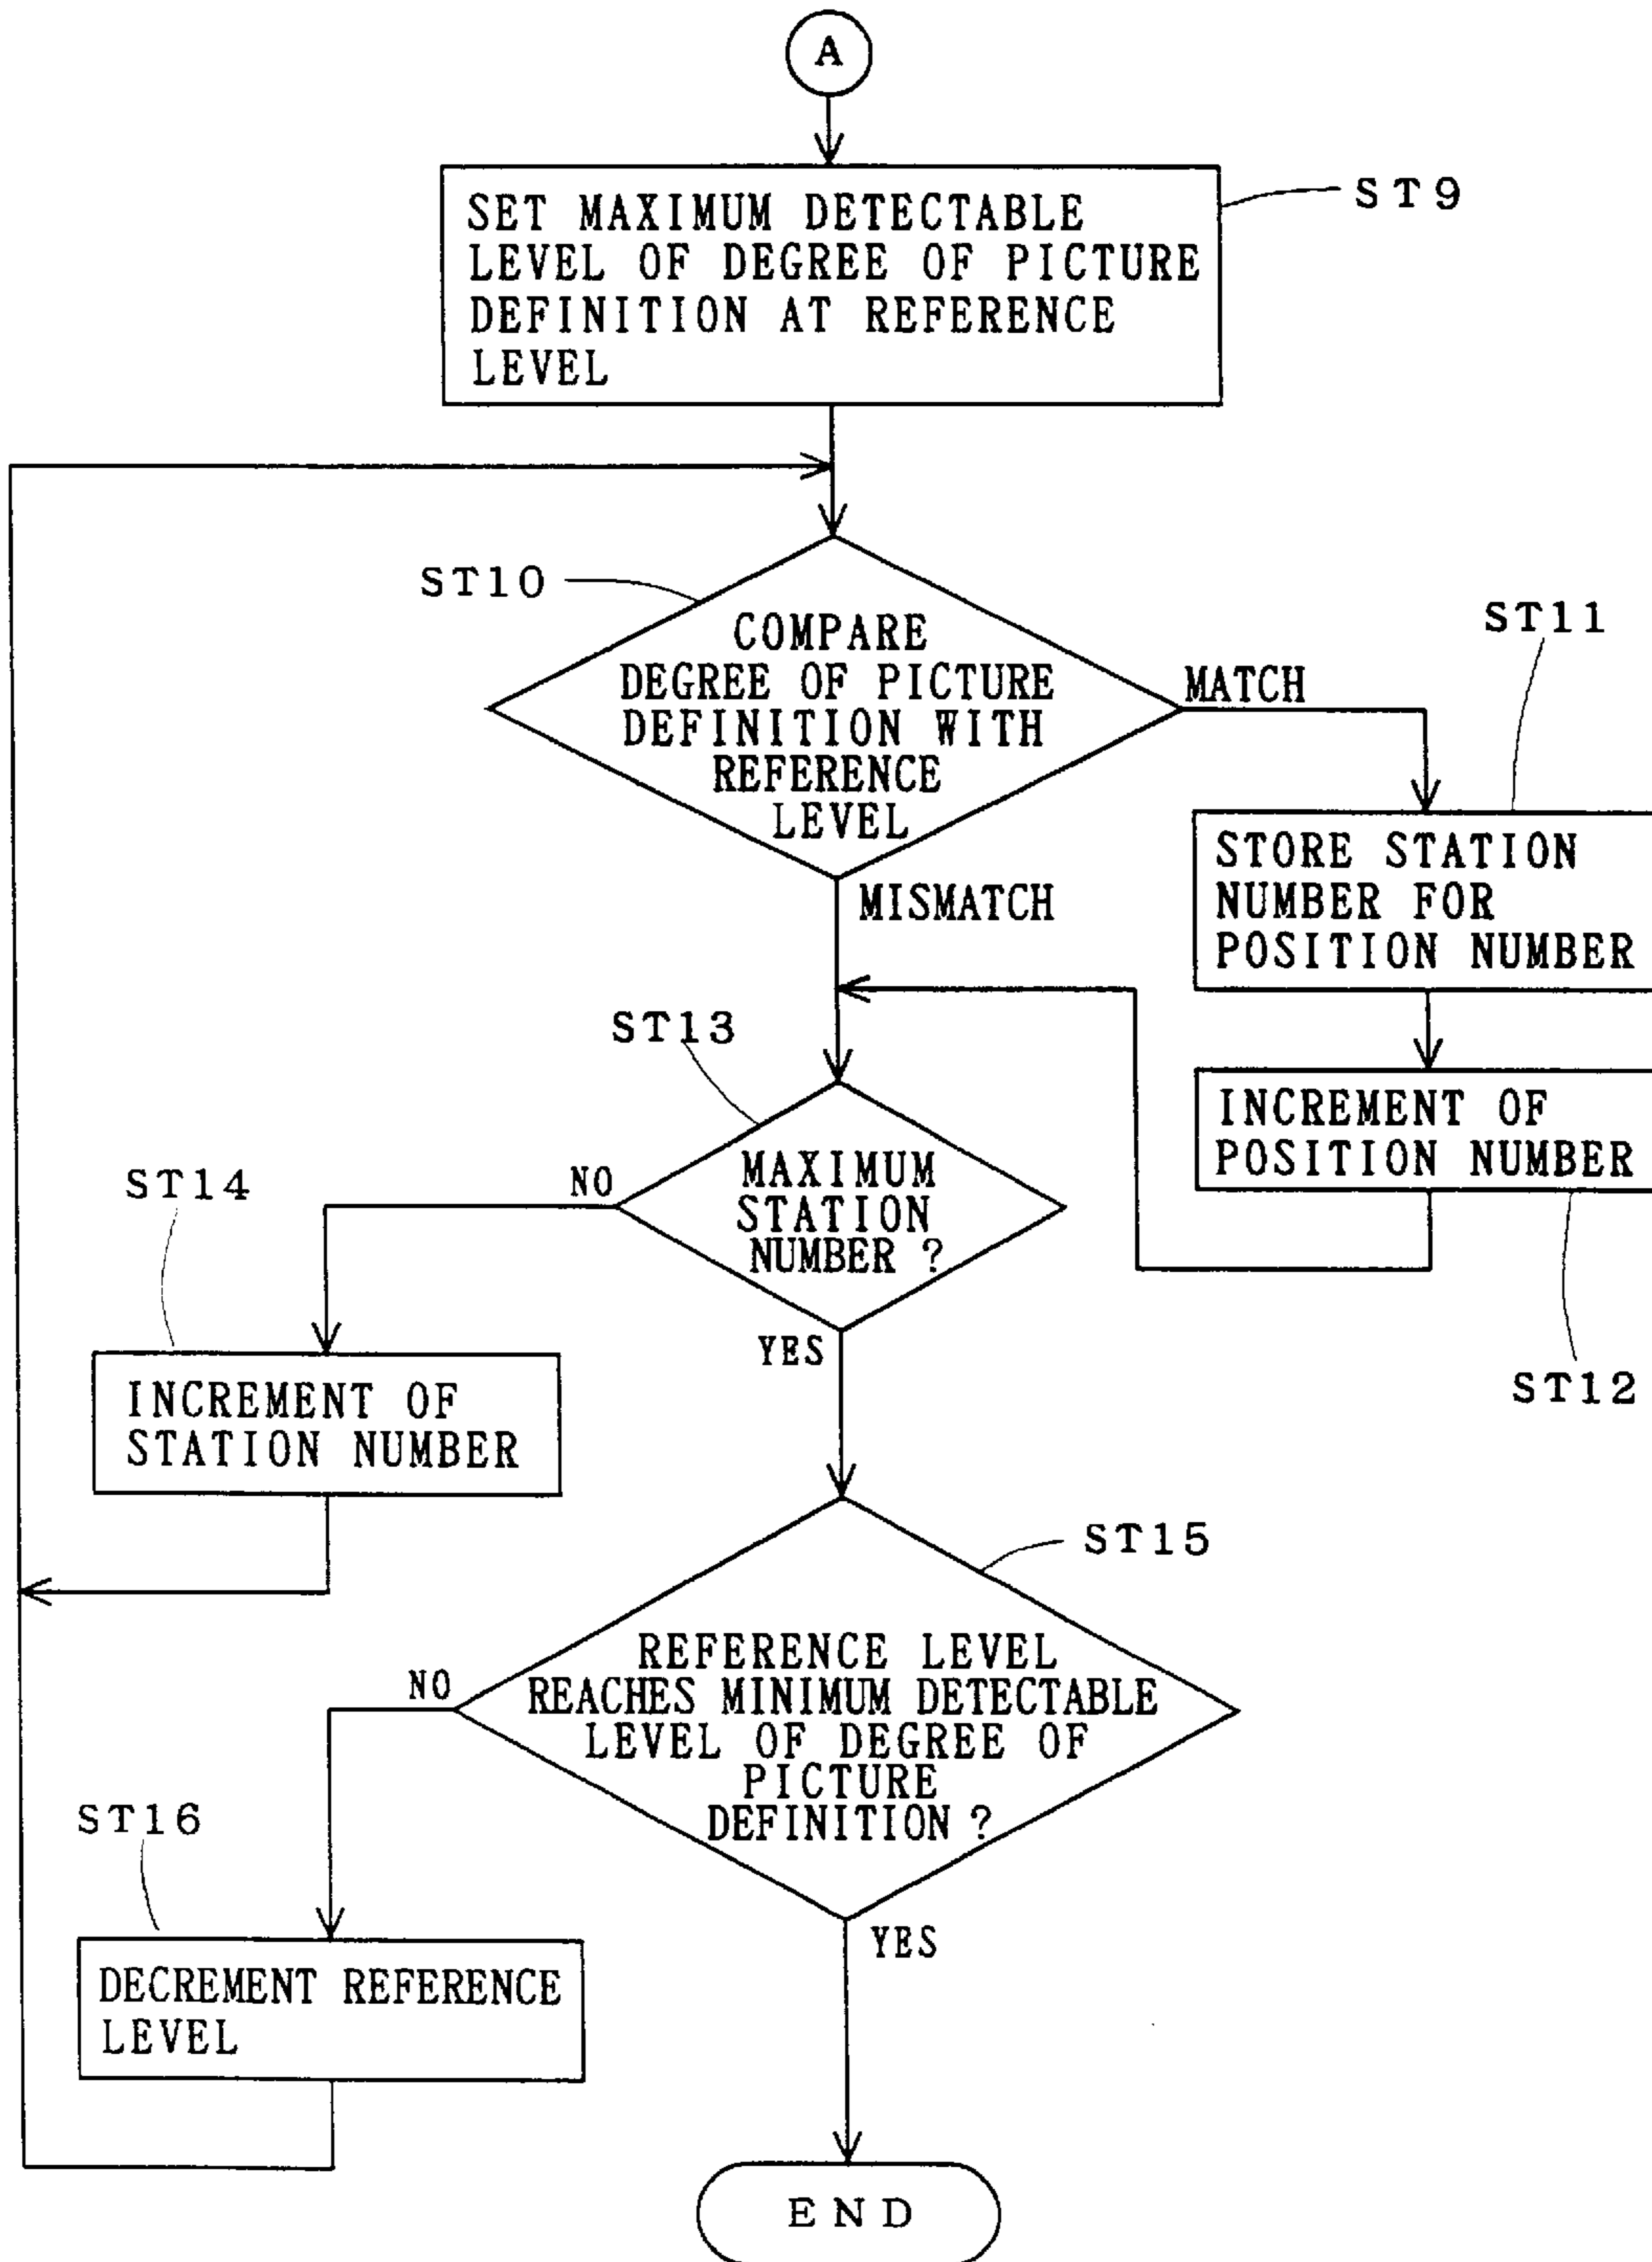 A
SET MAXIMUM DETECTABLE
LEVEL OF DEGREE OF PICTURE
DEFINITION AT REFERENCE
LEVEL
ST9
ST10
COMPARE
DEGREE OF PICTURE
DEFINITION WITH
REFERENCE
LEVEL
MATCH
MISMATCH
ST11
STORE STATION
NUMBER FOR
POSITION NUMBER
INCREMENT OF
POSITION NUMBER
ST12
ST13
MAXIMUM
STATION
NUMBER ?
NO
YES
ST14
INCREMENT OF
STATION NUMBER
ST15
REFERENCE LEVEL
REACHES MINIMUM DETECTABLE
LEVEL OF DEGREE OF
PICTURE
DEFINITION ?
NO
YES
ST16
DECREMENT REFERENCE
LEVEL
END